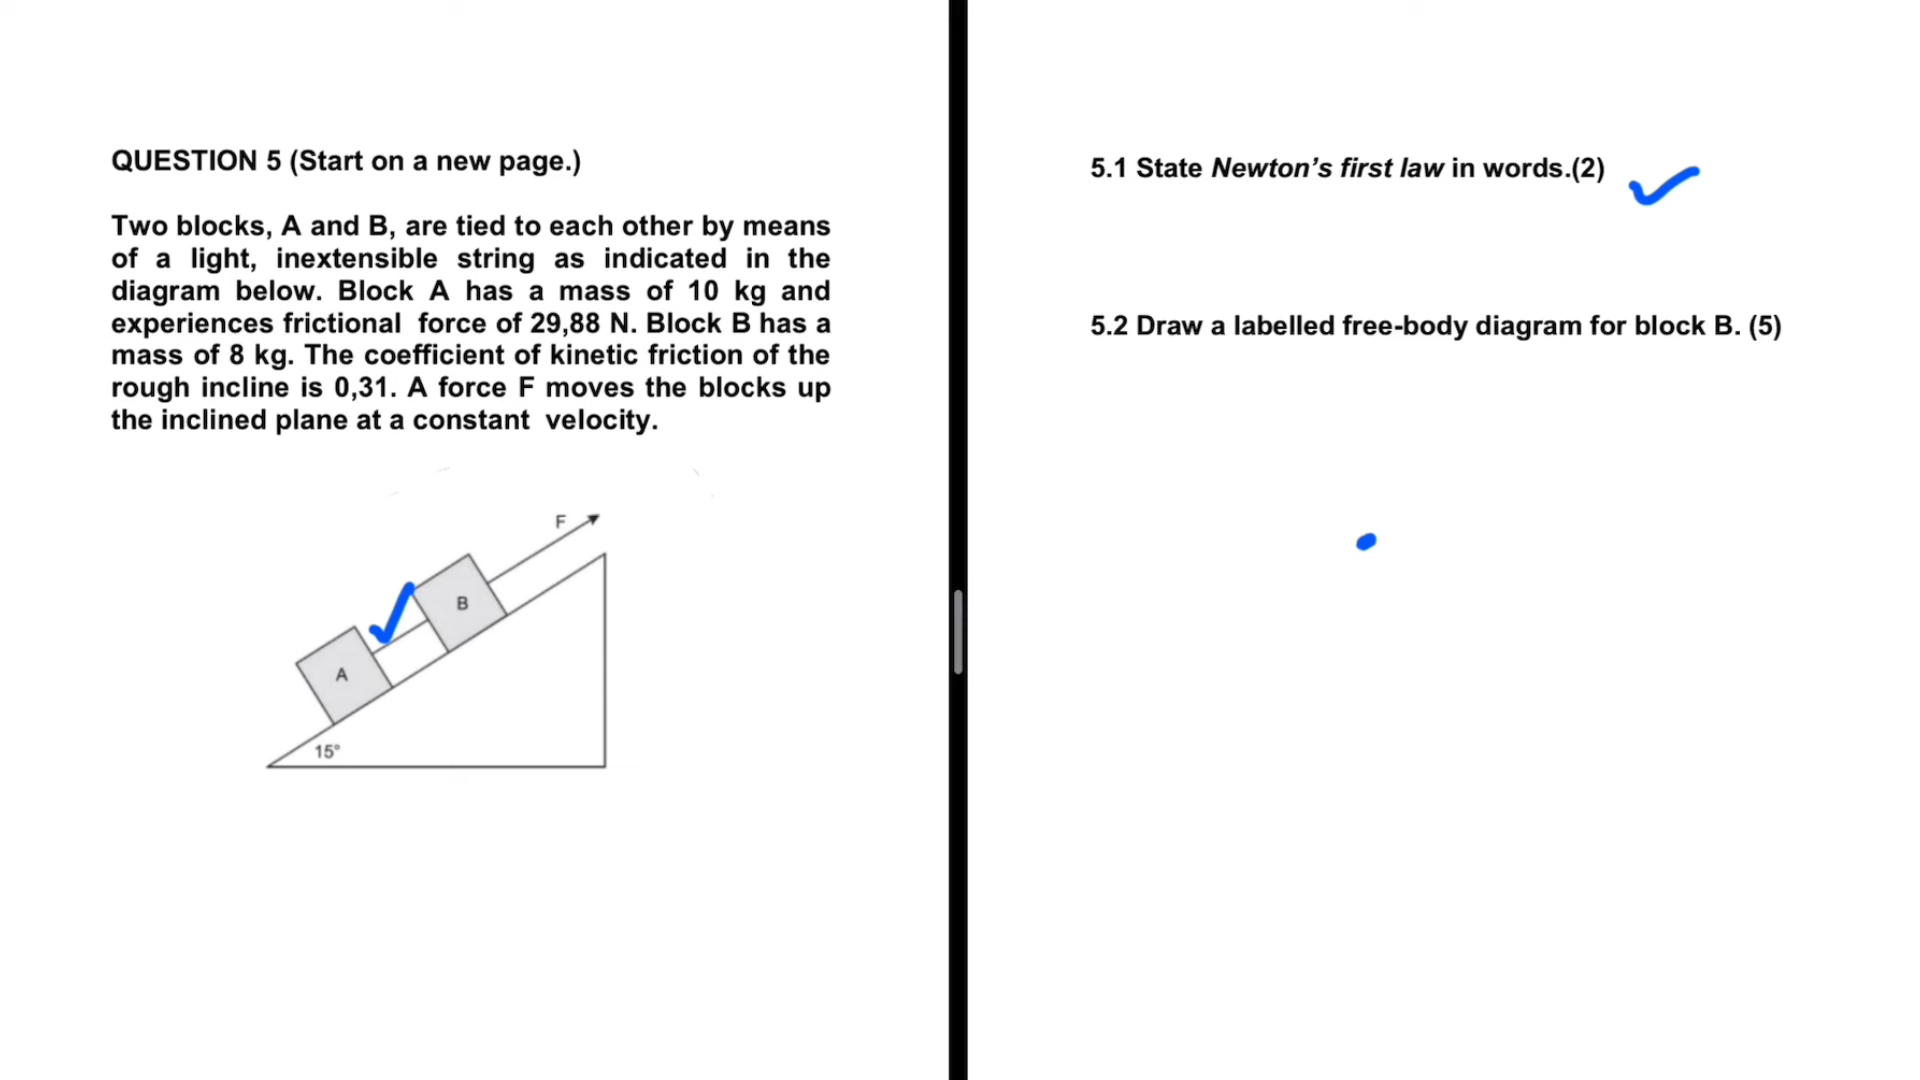 QUESTION 5 (Start on a new page.)
Two blocks, A and B, are tied to each other by means
of a light, inextensible string as indicated in the
diagram below. Block A has a mass of 10 kg and
experiences frictional force of 29,88 N. Block B has a
mass of 8 kg. The coefficient of kinetic friction of the
rough incline is 0,31. A force F moves the blocks up
the inclined plane at a constant velocity.
F
B
A
15°
5.1 State Newton's first law in words.(2)
5.2 Draw a labelled free-body diagram for block B. (5)